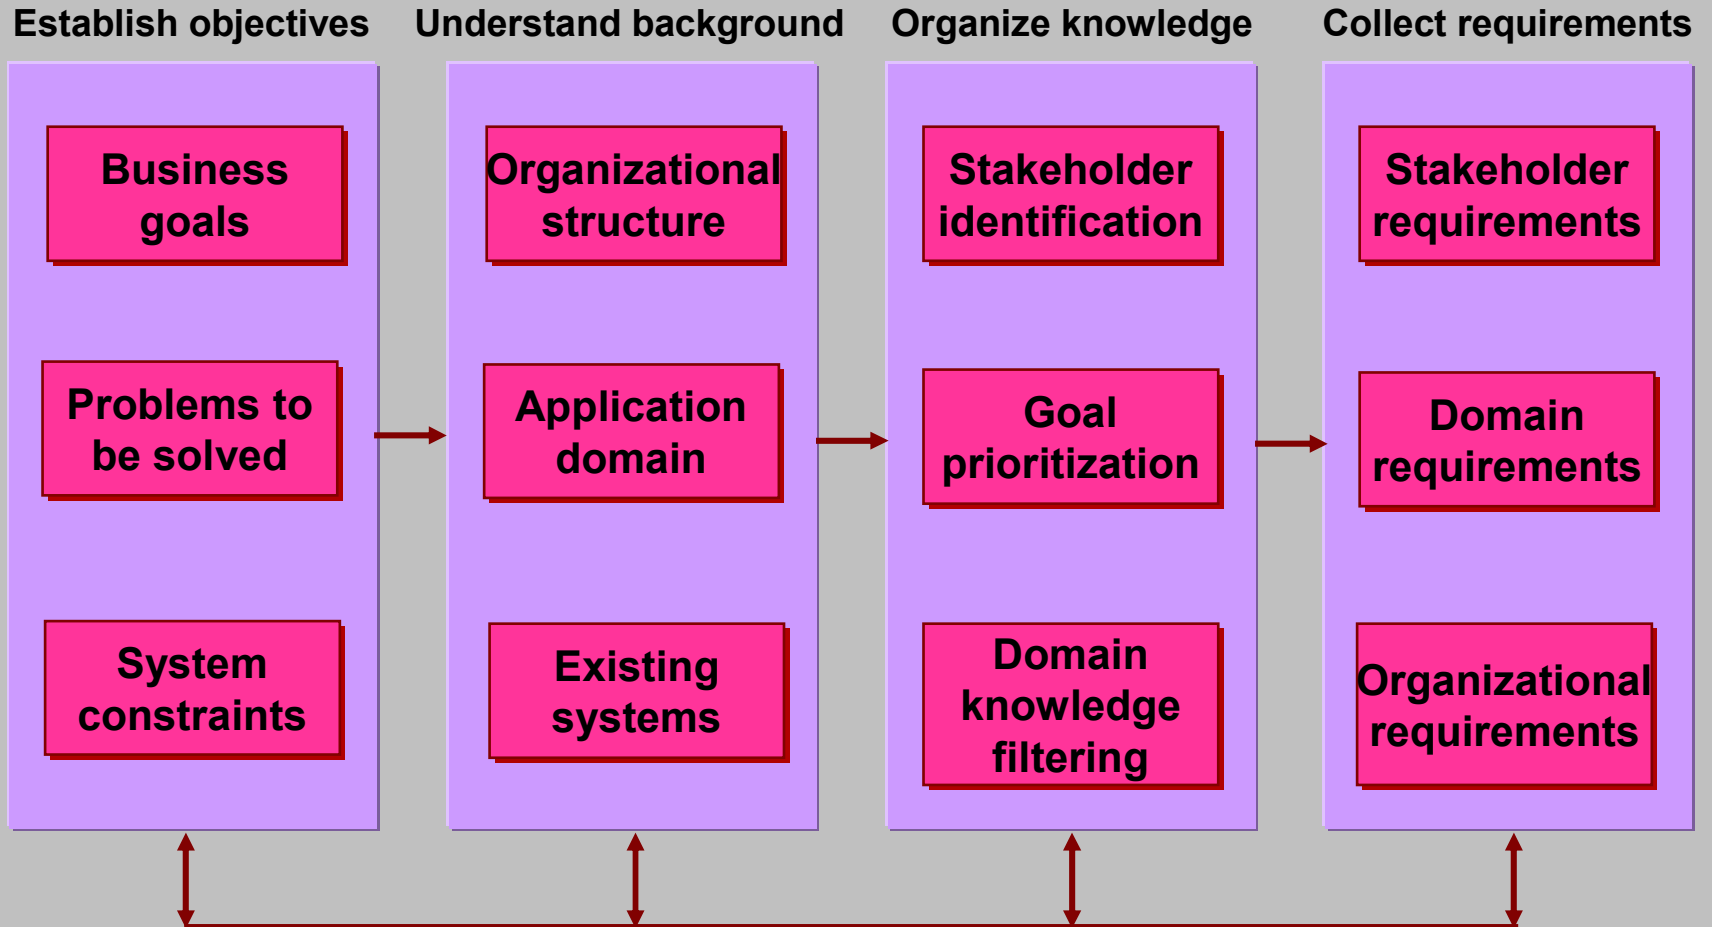 Establish objectives
Understand background
Organize knowledge
Collect requirements
Business
goals
Problems to
be solved
System
constraints
Organizational
structure
Application
domain
Existing
systems
Stakeholder
identification
Goal
prioritization
Domain
knowledge
filtering
Stakeholder
requirements
Domain
requirements
Organizational
requirements